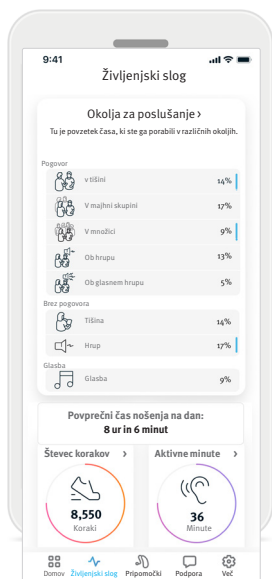 9:41
Življenjski slog
Okolja za poslušanje ›
Tu je povzetek časa, ki ste ga porabili v različnih okoljih.
Pogovor
v tišini 14%
V majhni skupini 17%
V množici 9%
Ob hrupu 13%
Ob glasnem hrupu 5%
Brez pogovora
Tišina 14%
Hrup 17%
Glasba
Glasba 9%
Povprečni čas nošenja na dan:
8 ur in 6 minut
Števec korakov › Aktivne minute ›
8,550 36
Koraki Minute
Domov Življenjski slog Pripomočki Podpora Več